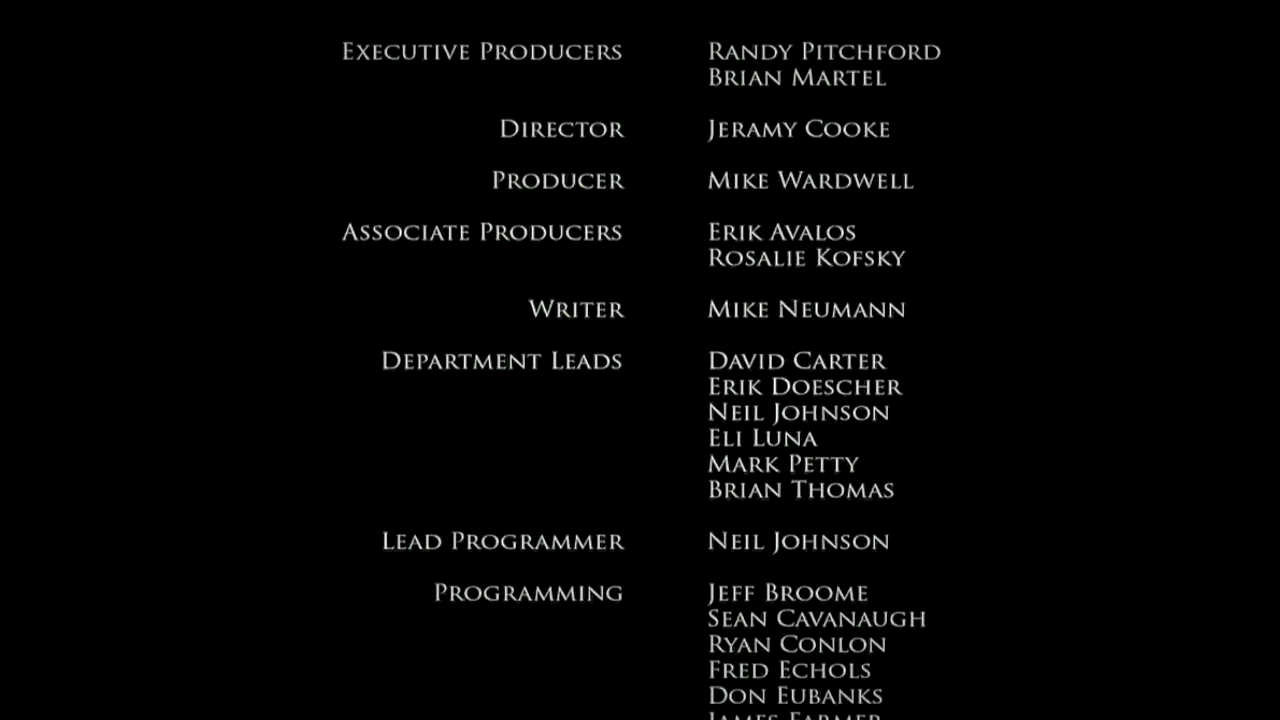 Executive Producers Randy Pitchford
Brian Martel
Director Jeramy Cooke
Producer Mike Wardwell
Associate Producers Erik Avalos
Rosalie Kofsky
Writer Mike Neumann
Department Leads David Carter
Erik Doescher
Neil Johnson
Eli Luna
Mark Petty
Brian Thomas
Lead Programmer Neil Johnson
Programming Jeff Broome
Sean Cavanaugh
Ryan Conlon
Fred Echols
Don Eubanks
James Farmer